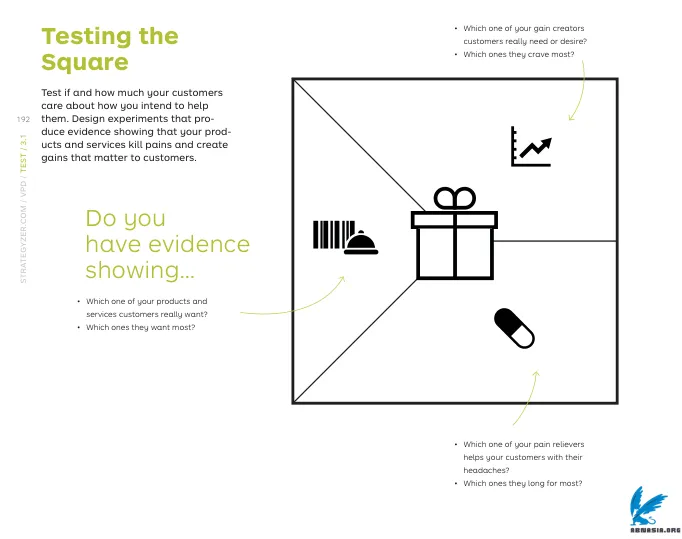 Testing the
Square
Test if and how much your customers
care about how you intend to help
them. Design experiments that pro-
duce evidence showing that your prod-
ucts and services kill pains and create
gains that matter to customers.
192
STRATEGYZER.COM / VPD / TEST / 3.1
Do you
have evidence
showing...
• Which one of your products and
services customers really want?
• Which ones they want most?
• Which one of your gain creators
customers really need or desire?
• Which ones they crave most?
• Which one of your pain relievers
helps your customers with their
headaches?
• Which ones they long for most?
ABNASIA.ORG